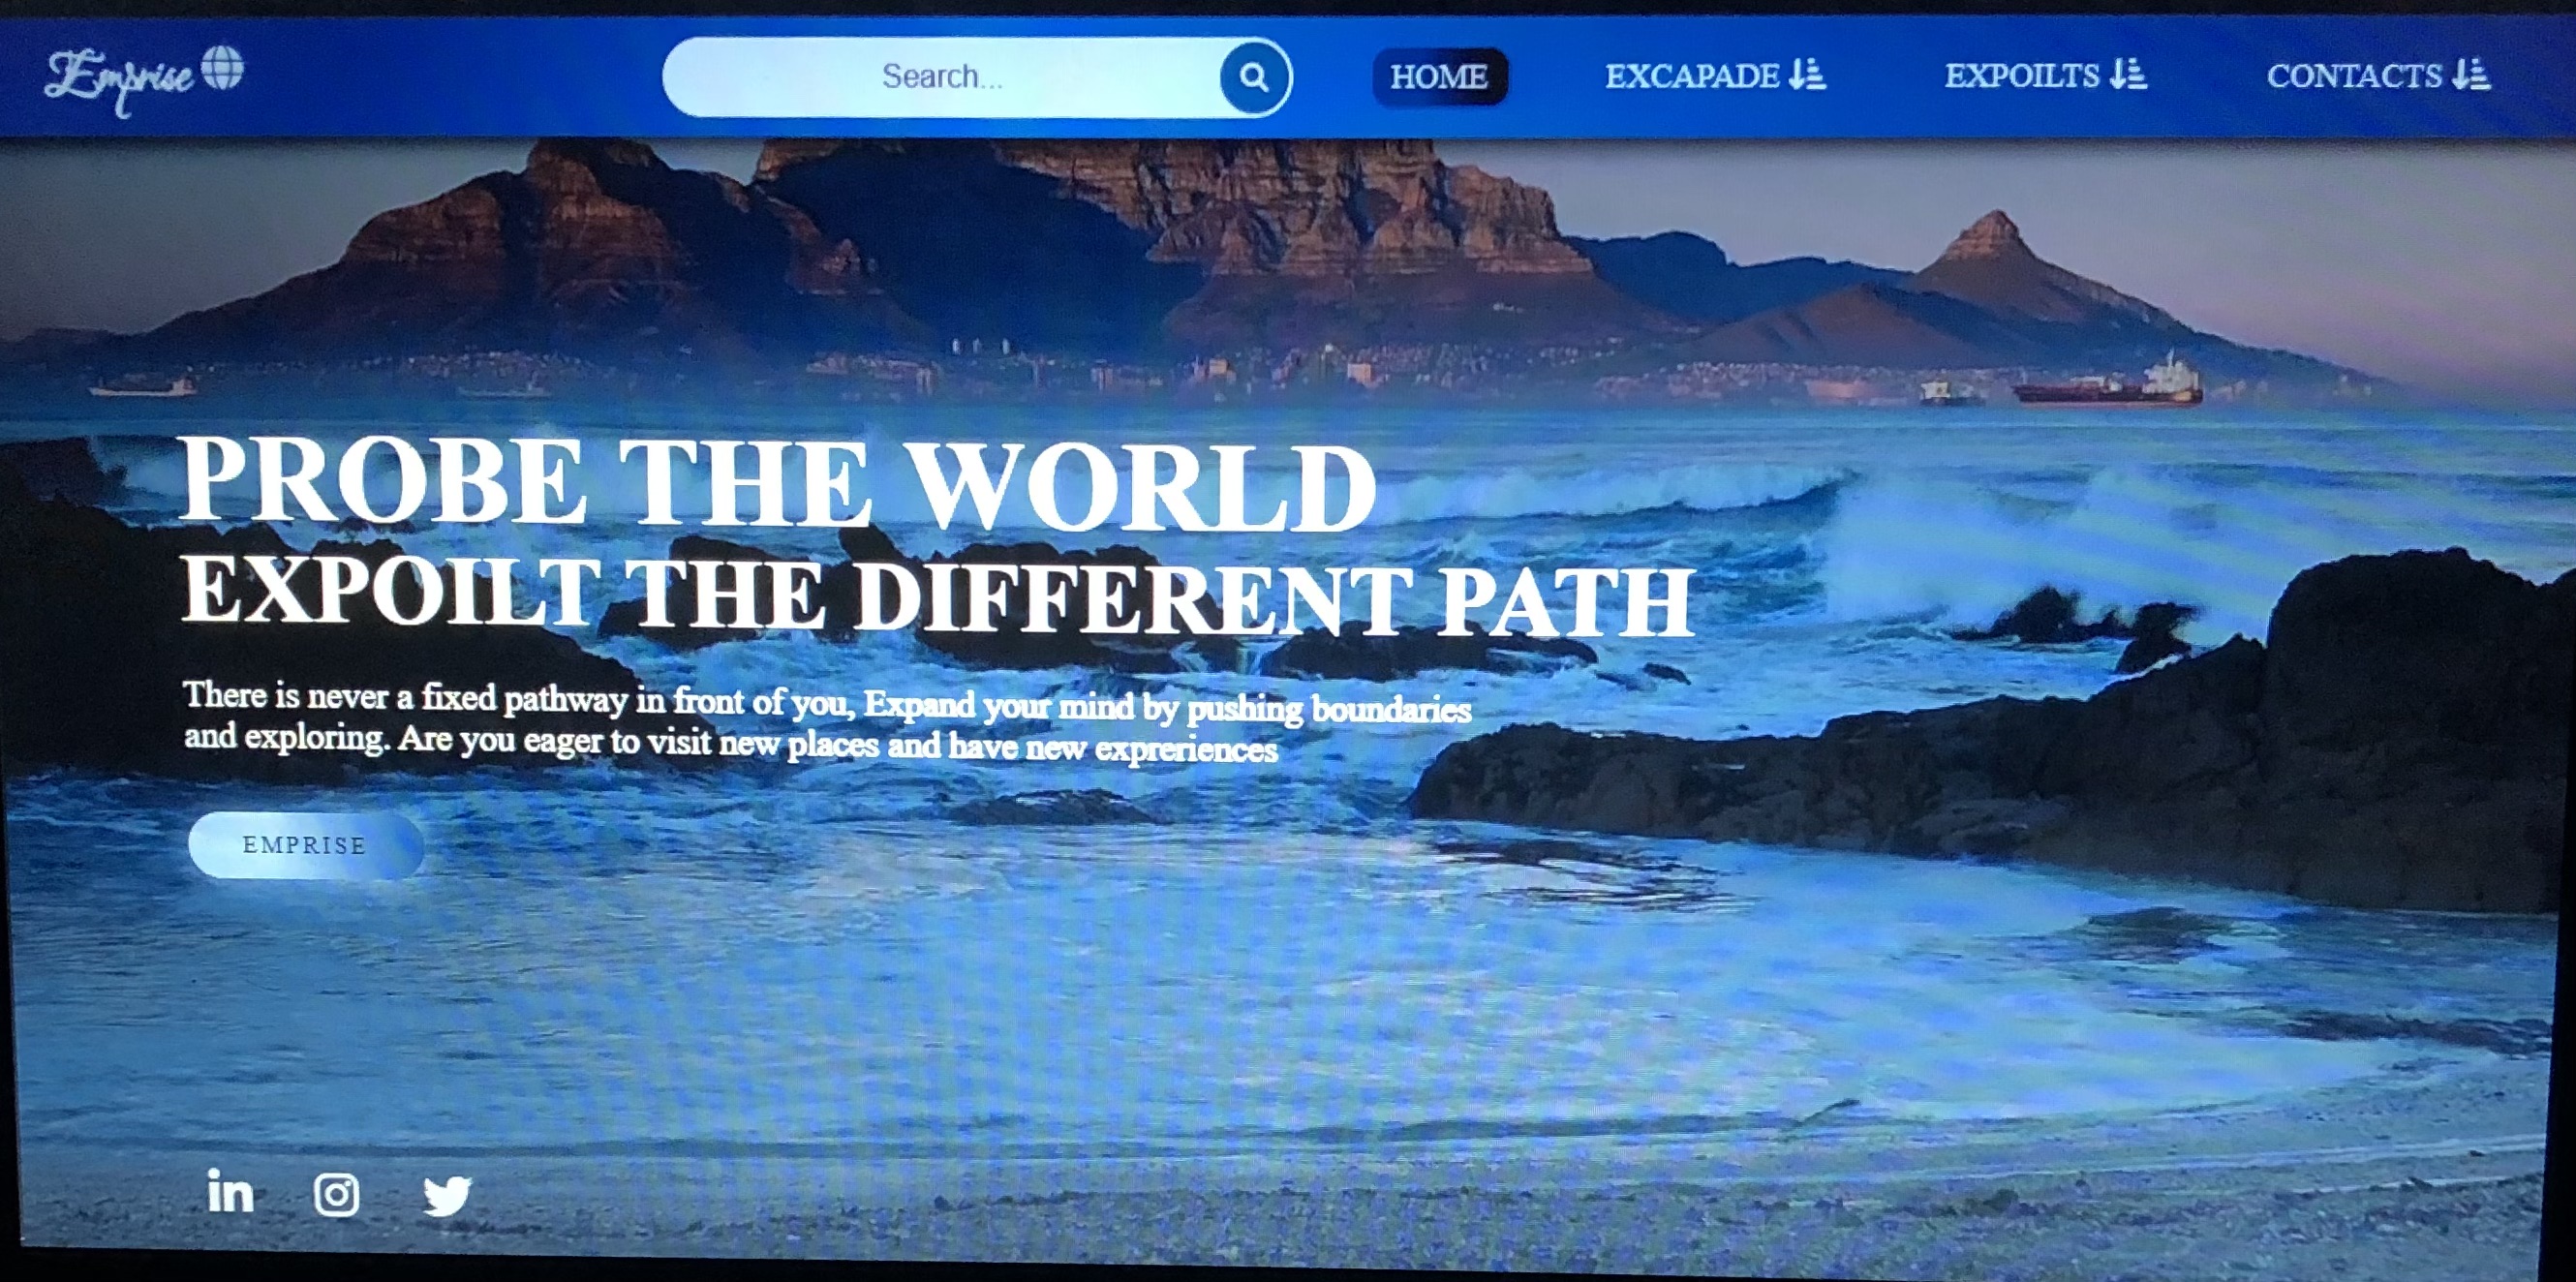 Emprise
Search...
HOME
EXCAPADE
EXPOILTS
CONTACTS
PROBE THE WORLD
EXPOILT THE DIFFERENT PATH
There is never a fixed pathway in front of you, Expand your mind by pushing boundaries
and exploring. Are you eager to visit new places and have new expreriences
EMPRISE
in